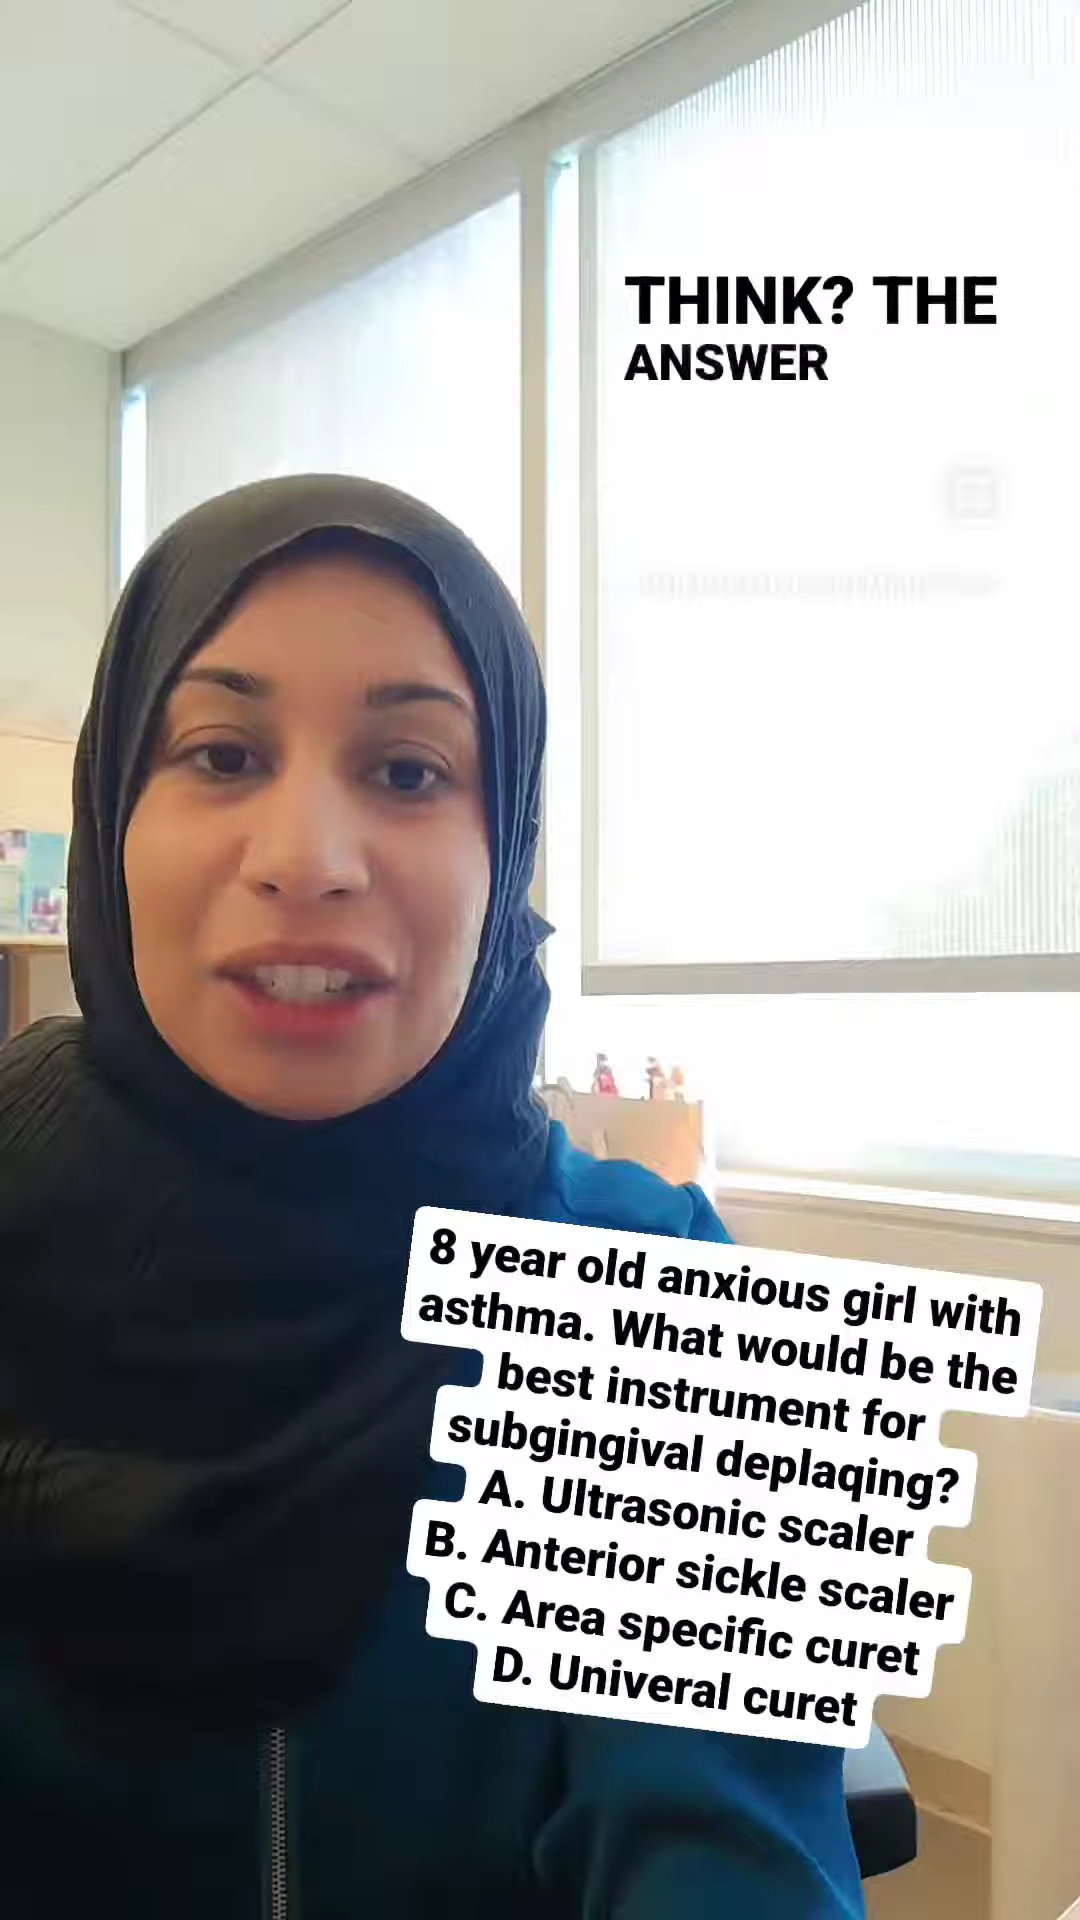 THINK? THE
ANSWER
8 year old anxious girl with
asthma. What would be the
best instrument for
subgingival deplaqing?
A. Ultrasonic scaler
B. Anterior sickle scaler
C. Area specific curet
D. Univeral curet